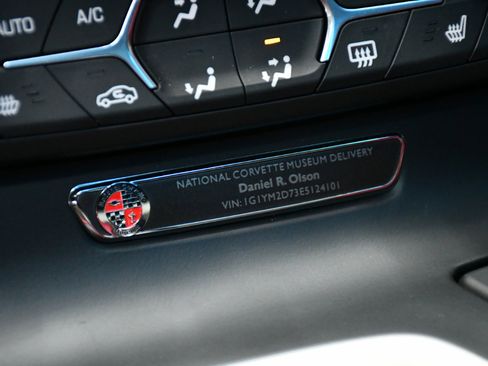 AUTO A/C
NATIONAL CORVETTE MUSEUM DELIVERY
Daniel R. Olson
VIN: 1G1YM2D73E5124101